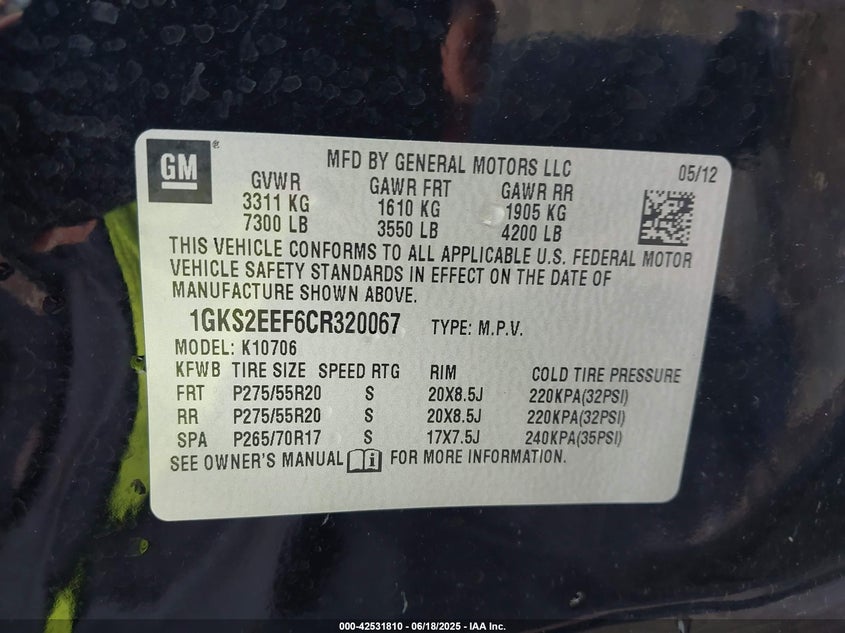 GM ®
MFD BY GENERAL MOTORS LLC 05/12
GVWR GAWR FRT GAWR RR
3311 KG 1610 KG 1905 KG
7300 LB 3550 LB 4200 LB
THIS VEHICLE CONFORMS TO ALL APPLICABLE U.S. FEDERAL MOTOR
VEHICLE SAFETY STANDARDS IN EFFECT ON THE DATE OF
MANUFACTURE SHOWN ABOVE.
1GKS2EEF6CR320067 TYPE: M.P.V.
MODEL: K10706
KFWB TIRE SIZE SPEED RTG RIM COLD TIRE PRESSURE
FRT P275/55R20 S 20X8.5J 220KPA(32PSI)
RR P275/55R20 S 20X8.5J 220KPA(32PSI)
SPA P265/70R17 S 17X7.5J 240KPA(35PSI)
SEE OWNER'S MANUAL i FOR MORE INFORMATION.
000-42531810 - 06/18/2025 - IAA Inc.